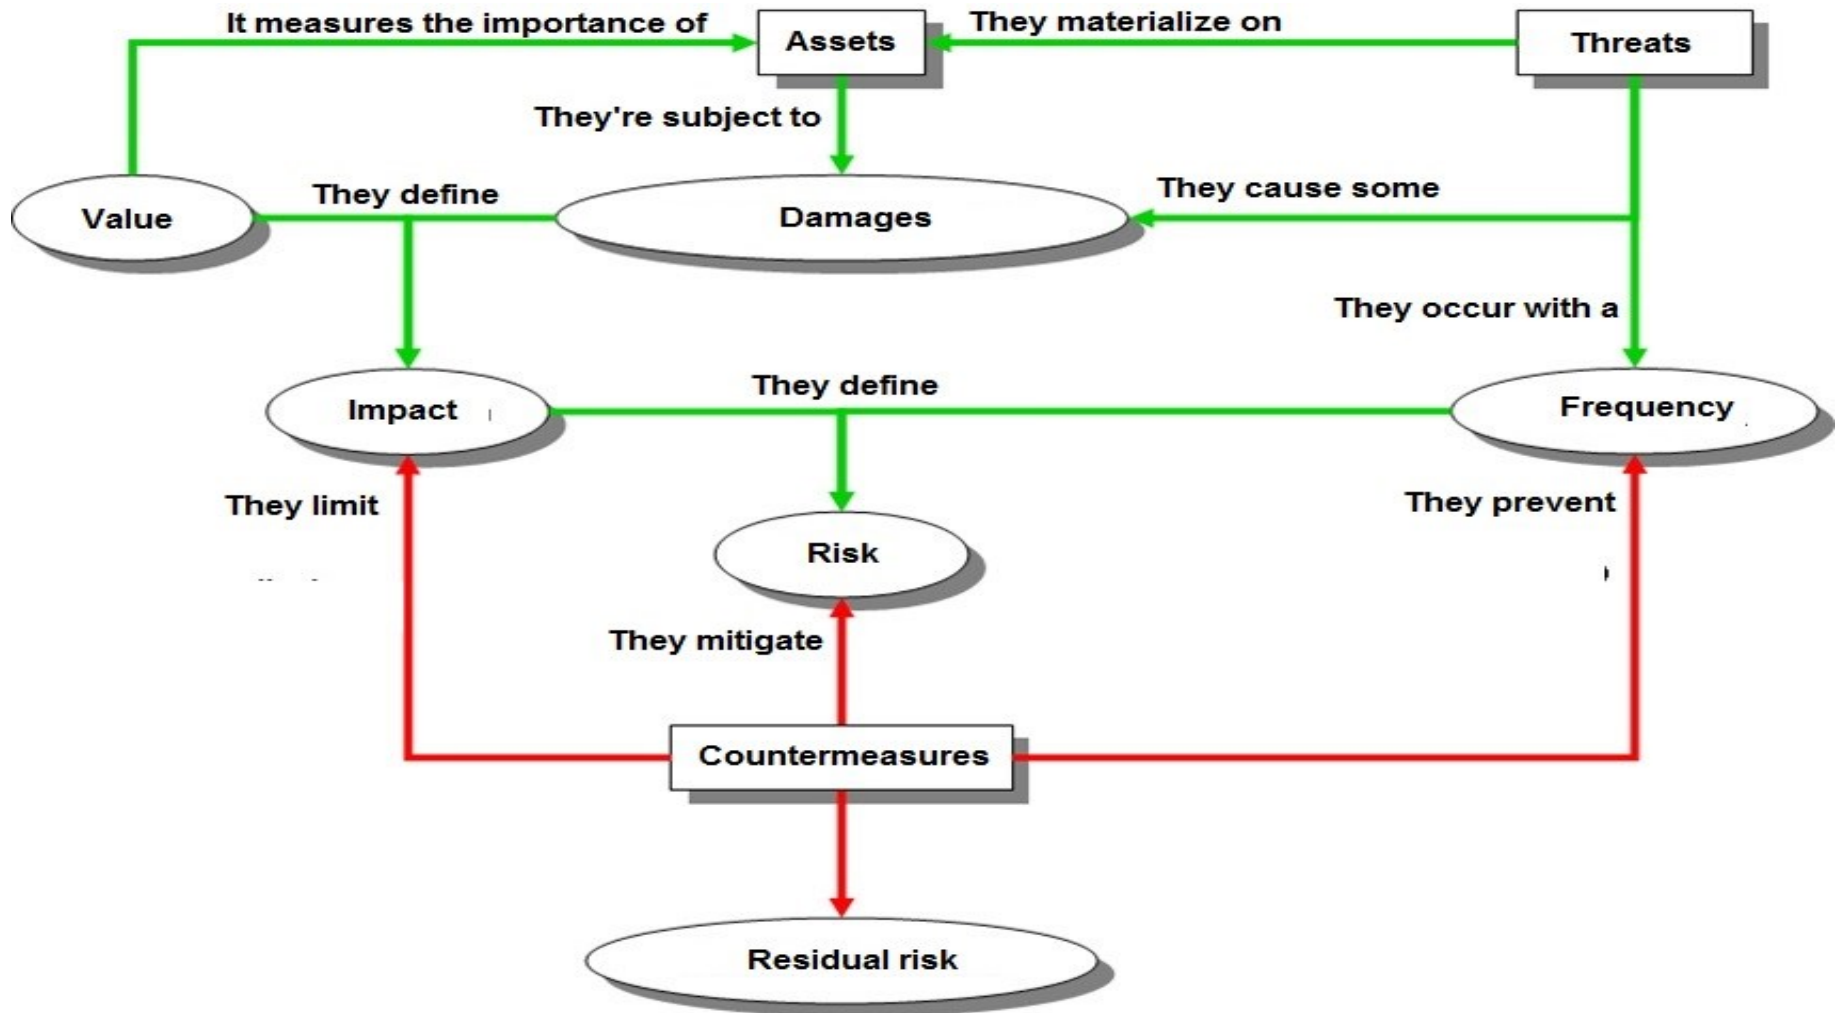 It measures the importance of
Assets
They materialize on
Threats
They're subject to
Value
They define
Damages
They cause some
They occur with a
Impact
They define
Frequency
They limit
They prevent
Risk
They mitigate
Countermeasures
Residual risk